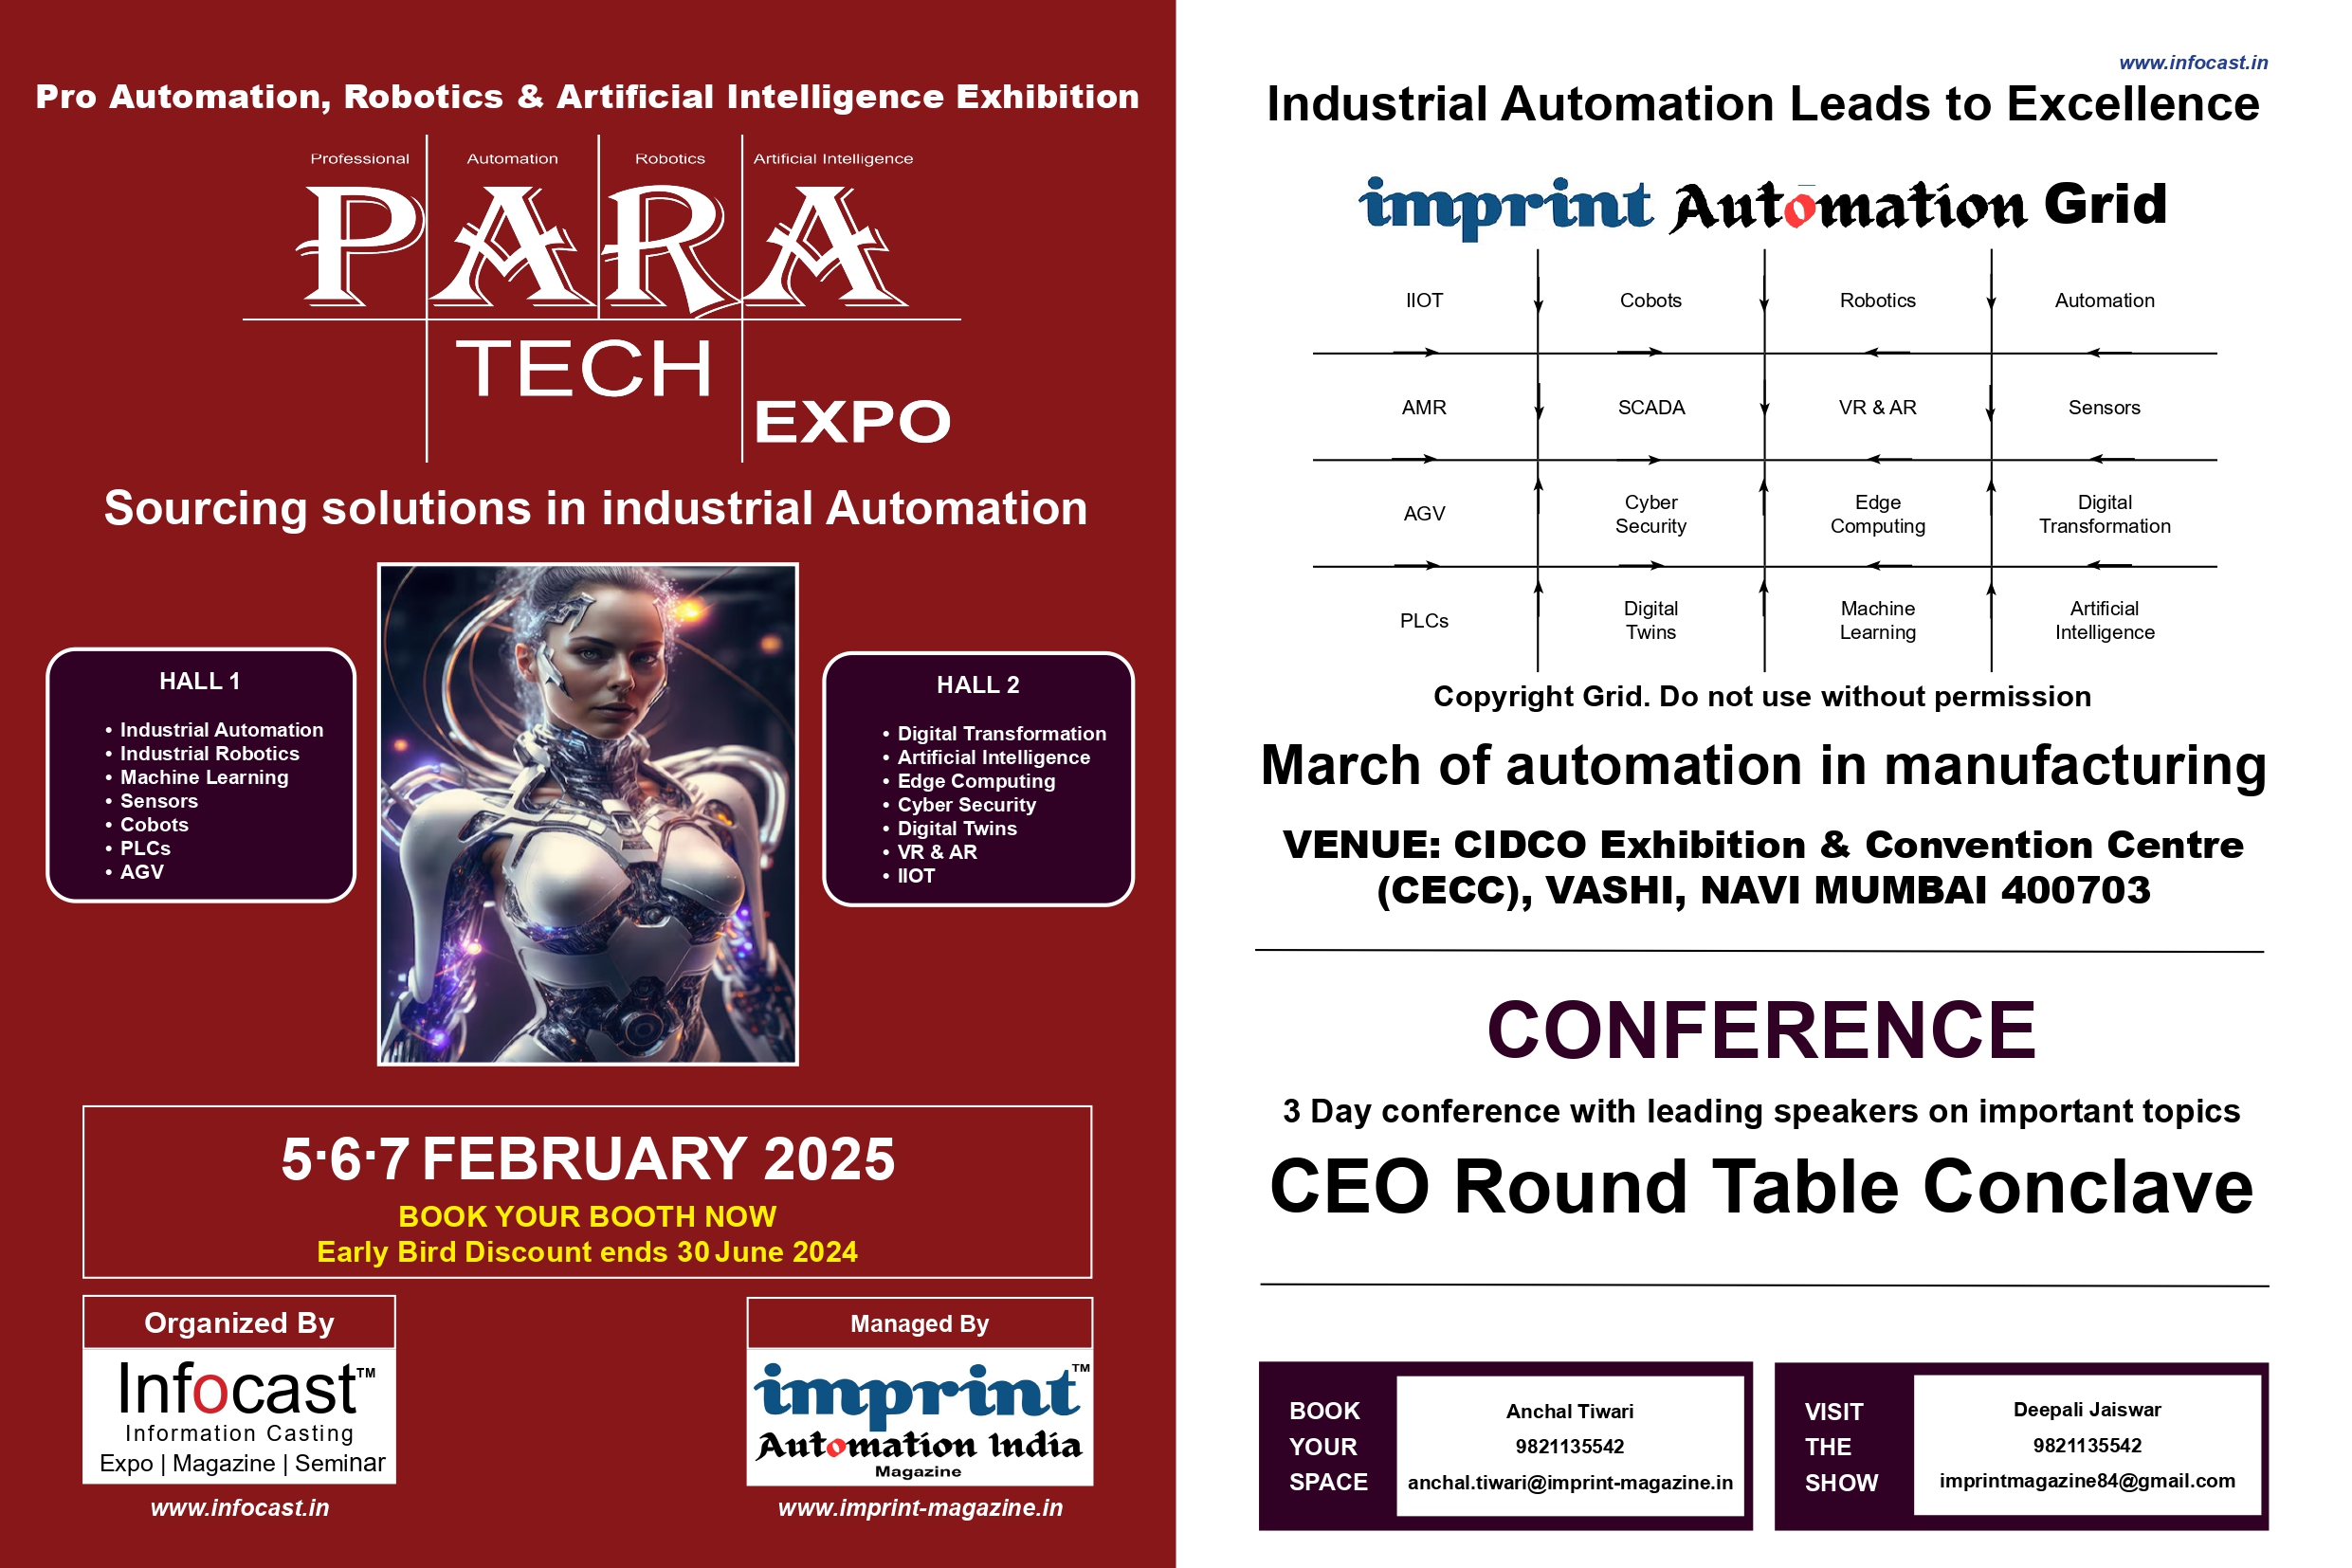 Pro Automation, Robotics & Artificial Intelligence Exhibition
Professional Automation Robotics Artificial Intelligence
PARA
TECH
EXPO
Sourcing solutions in industrial Automation
HALL 1
• Industrial Automation
• Industrial Robotics
• Machine Learning
• Sensors
• Cobots
• PLCs
• AGV
HALL 2
• Digital Transformation
• Artificial Intelligence
• Edge Computing
• Cyber Security
• Digital Twins
• VR & AR
• IIOT
5·6·7 FEBRUARY 2025
BOOK YOUR BOOTH NOW
Early Bird Discount ends 30 June 2024
Organized By
Infocast™
Information Casting
Expo | Magazine | Seminar
www.infocast.in
Managed By
imprint™
Automation India
Magazine
www.imprint-magazine.in
www.infocast.in
Industrial Automation Leads to Excellence
imprint Automation Grid
IIOT Cobots Robotics Automation
AMR SCADA VR & AR Sensors
AGV
Cyber
Security
Edge
Computing
Digital
Transformation
PLCs
Digital
Twins
Machine
Learning
Artificial
Intelligence
Copyright Grid. Do not use without permission
March of automation in manufacturing
VENUE: CIDCO Exhibition & Convention Centre
(CECC), VASHI, NAVI MUMBAI 400703
CONFERENCE
3 Day conference with leading speakers on important topics
CEO Round Table Conclave
BOOK
YOUR
SPACE
Anchal Tiwari
9821135542
anchal.tiwari@imprint-magazine.in
VISIT
THE
SHOW
Deepali Jaiswar
9821135542
imprintmagazine84@gmail.com